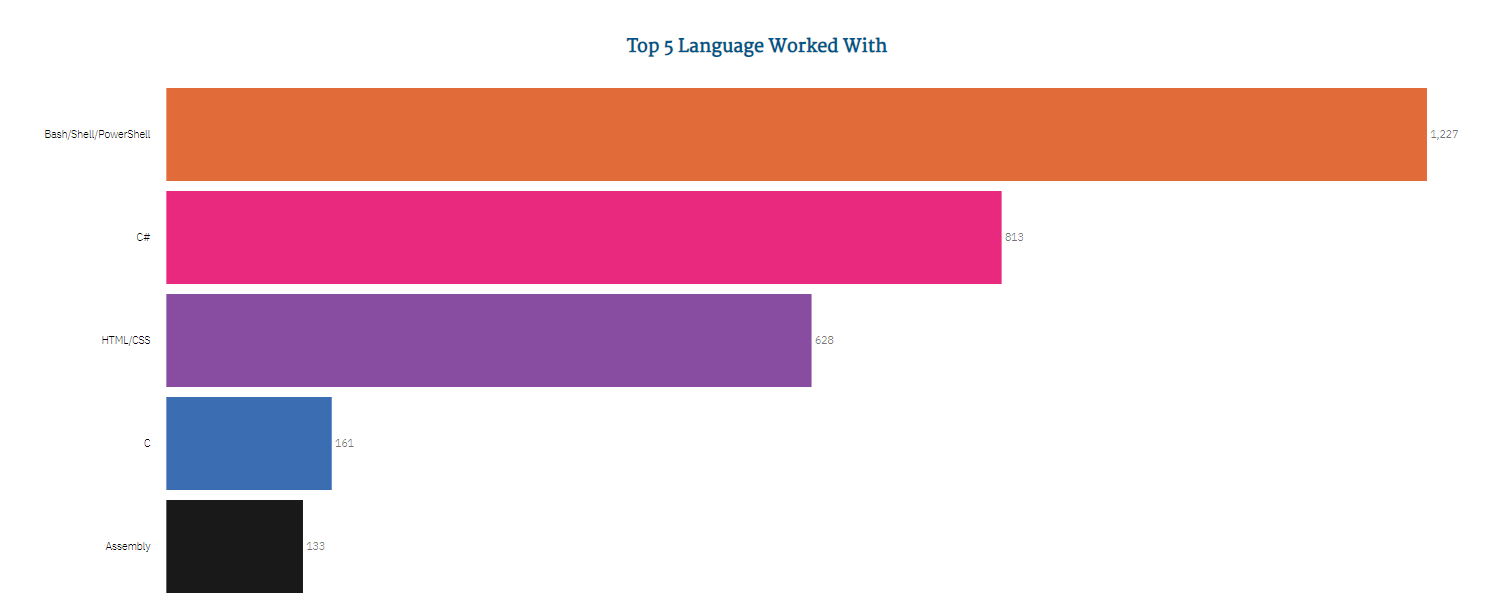 Top 5 Language Worked With
Bash/Shell/PowerShell
1,227
C#
813
HTML/CSS
628
C
161
Assembly
133